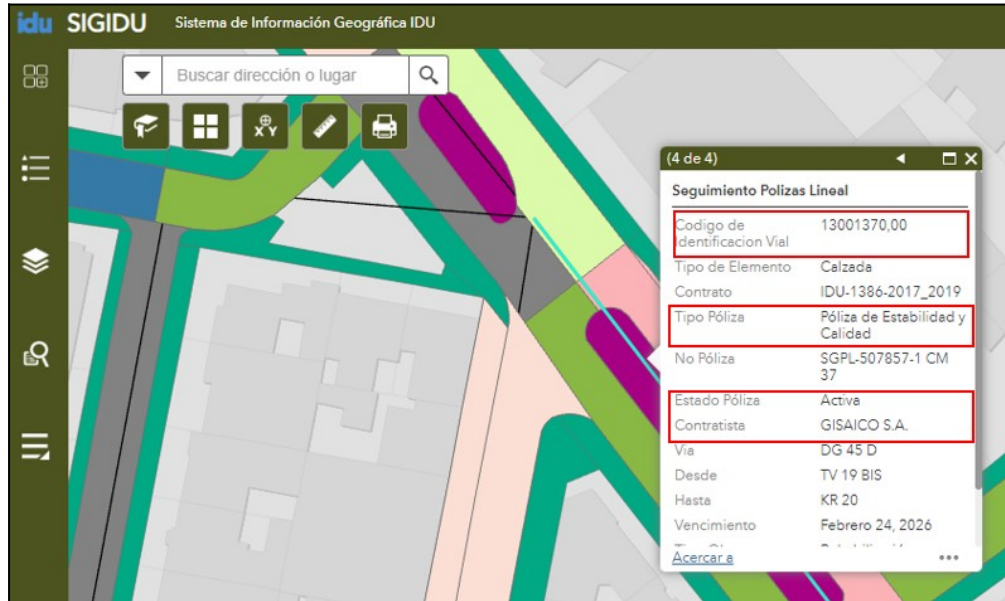 idu SIGIDU Sistema de Información Geográfica IDU
Buscar dirección o lugar
X Y
(4 de 4)
Seguimiento Polizas Lineal
Codigo de Identificacion Vial 13001370,00
Tipo de Elemento Calzada
Contrato IDU-1386-2017_2019
Tipo Póliza Póliza de Estabilidad y
Calidad
No Póliza SGPL-507857-1 CM
37
Estado Póliza Activa
Contratista GISAICO S.A.
Via DG 45 D
Desde TV 19 BIS
Hasta KR 20
Vencimiento Febrero 24, 2026
Acercar a